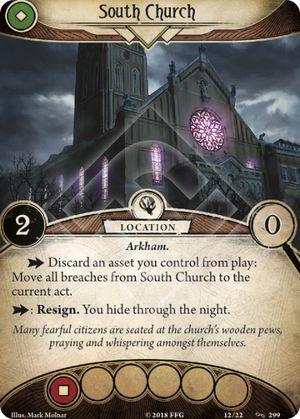 South Church
2
LOCATION
0
Arkham.
Discard an asset you control from play:
Move all breaches from South Church to the
current act.
: Resign. You hide through the night.
Many fearful citizens are seated at the church's wooden pews,
praying and whispering amongst themselves.
Illus. Mark Molnar © 2018 FFG 12/22 299